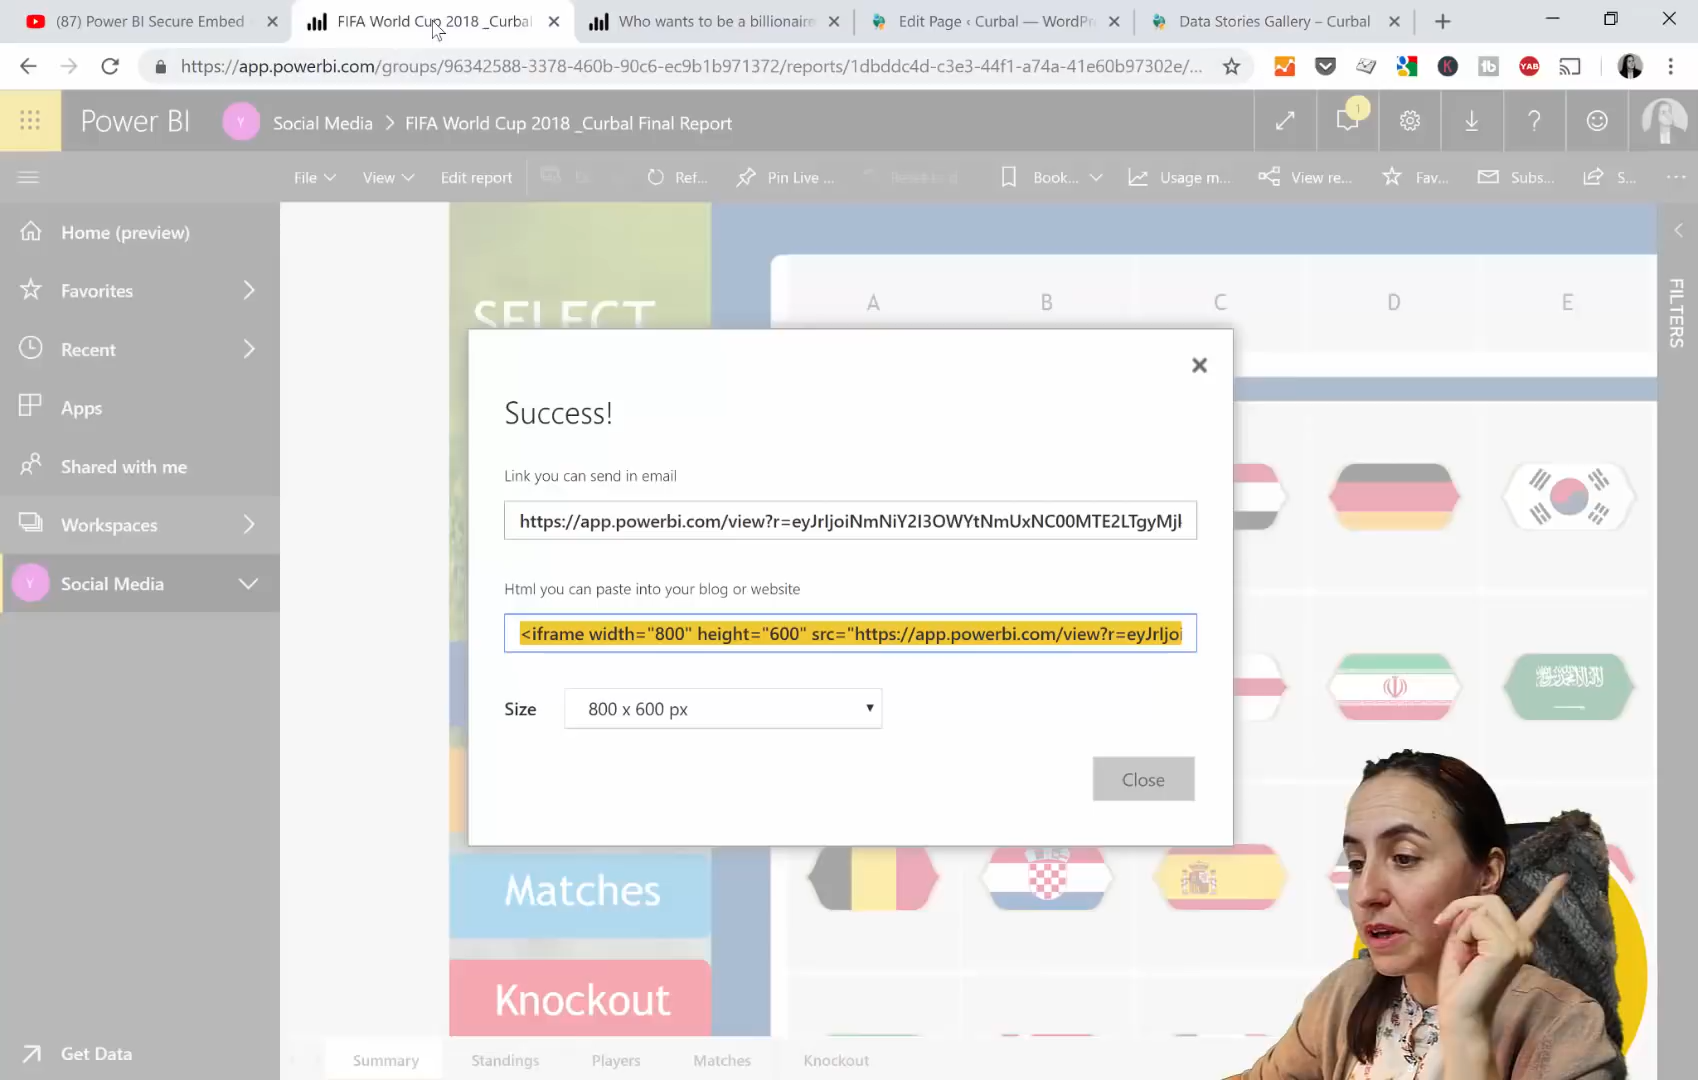 (87) Power BI Secure Embed
FIFA World Cup 2018 _Curbal
Who wants to be a billionaire
Edit Page ‹ Curbal — WordPr
Data Stories Gallery – Curbal
https://app.powerbi.com/groups/96342588-3378-460b-90c6-ec9b1b971372/reports/1dbddc4d-c3e3-44f1-a74a-41e60b97302e/...
K
tb
YAB
Power BI
Y
Social Media
FIFA World Cup 2018 _Curbal Final Report
1
?
File
View
Edit report
Ref...
Pin Live ...
Book...
Usage m...
View re...
Fav...
Subs...
S...
Home (preview)
Favorites
Recent
Apps
Shared with me
Workspaces
Y
Social Media
Get Data
SELECT
A
B
C
D
E
FILTERS
Success!
Link you can send in email
https://app.powerbi.com/view?r=eyJrIjoiNmNiY2I3OWYtNmUxNC00MTE2LTgyMjl
Html you can paste into your blog or website
<iframe width="800" height="600" src="https://app.powerbi.com/view?r=eyJrIjoi
Size
800 x 600 px
Close
Matches
Knockout
Summary
Standings
Players
Matches
Knockout